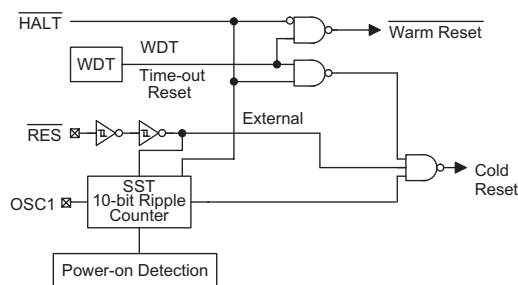 HALT
WDT
Warm Reset
WDT
Time-out
Reset
External
RES
Cold
Reset
SST
10-bit Ripple
Counter
OSC1
Power-on Detection